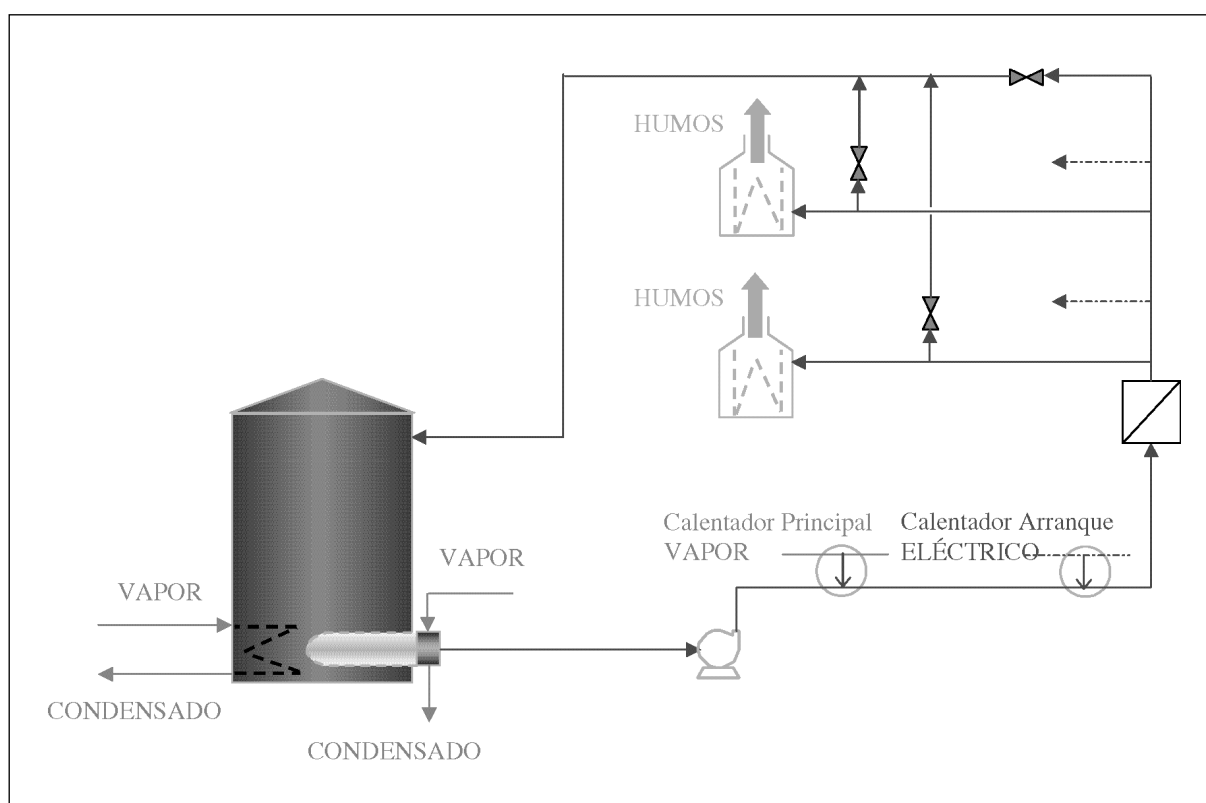 HUMOS
HUMOS
Calentador Principal
VAPOR
Calentador Arranque
ELÉCTRICO
VAPOR
VAPOR
CONDENSADO
CONDENSADO